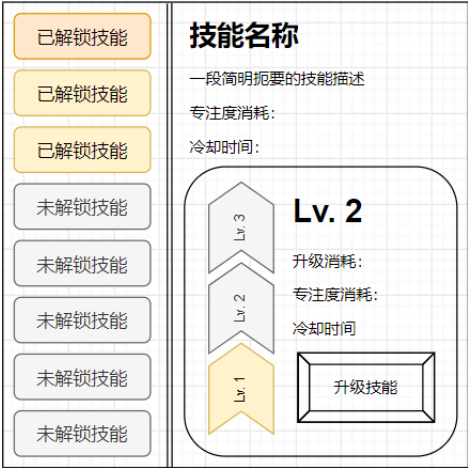 已解锁技能
已解锁技能
已解锁技能
未解锁技能
未解锁技能
未解锁技能
未解锁技能
未解锁技能
技能名称
一段简明扼要的技能描述
专注度消耗：
冷却时间：
Lv. 3
Lv. 2
Lv. 1
Lv. 2
升级消耗：
专注度消耗：
冷却时间
升级技能